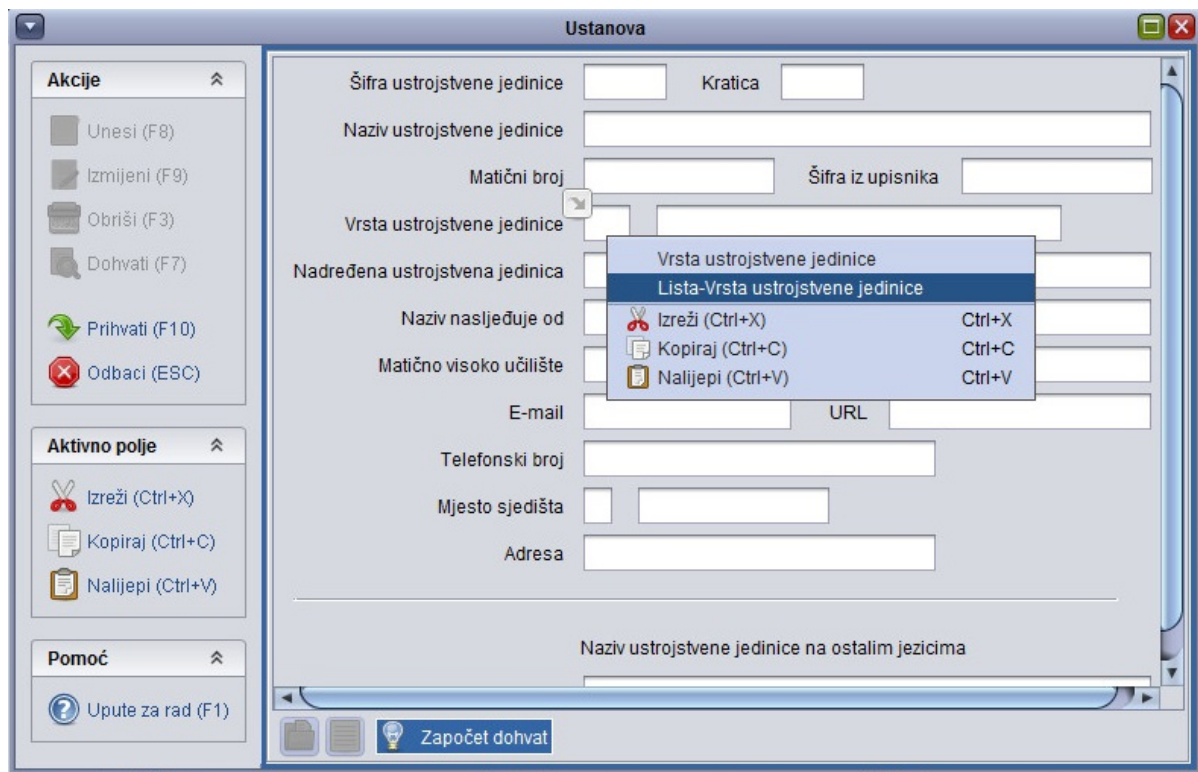 Ustanova
Akcije
Unesi (F8)
Izmijeni (F9)
Obriši (F3)
Dohvati (F7)
Prihvati (F10)
Odbaci (ESC)
Aktivno polje
Izreži (Ctrl+X)
Kopiraj (Ctrl+C)
Nalijepi (Ctrl+V)
Pomoć
Upute za rad (F1)
Šifra ustrojstvene jedinice Kratica
Naziv ustrojstvene jedinice
Matični broj Šifra iz upisnika
Vrsta ustrojstvene jedinice
Nadređena ustrojstvena jedinica
Naziv nasljeđuje od
Matično visoko učilište
E-mail URL
Telefonski broj
Mjesto sjedišta
Adresa
Vrsta ustrojstvene jedinice
Lista-Vrsta ustrojstvene jedinice
Izreži (Ctrl+X) Ctrl+X
Kopiraj (Ctrl+C) Ctrl+C
Nalijepi (Ctrl+V) Ctrl+V
Naziv ustrojstvene jedinice na ostalim jezicima
Započet dohvat